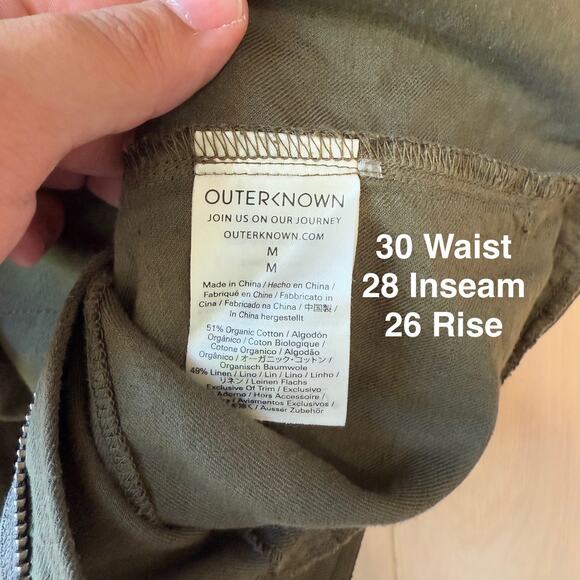 OUTERKNOWN
JOIN US ON OUR JOURNEY
OUTERKNOWN.COM
M
M
Made in China / Hecho en China /
Fabriqué en Chine / Fabbricato in
Cina / Fabricado na China / 中国製 /
In China hergestellt
51% Organic Cotton / Algodón
Orgânico / Coton Biologique /
Cotone Organico / Algodão
Orgânico / オーガニック・コットン /
Organisch Baumwole
49% Linen / Lino / Lin / Lino / Linho /
リネン / Leinen Flachs
Exclusive Of Trim / Exclusivo
Adorno / Hors Accessoire /
Aviamentos Exclusivos /
を除く / Ausser Zubehör
30 Waist
28 Inseam
26 Rise